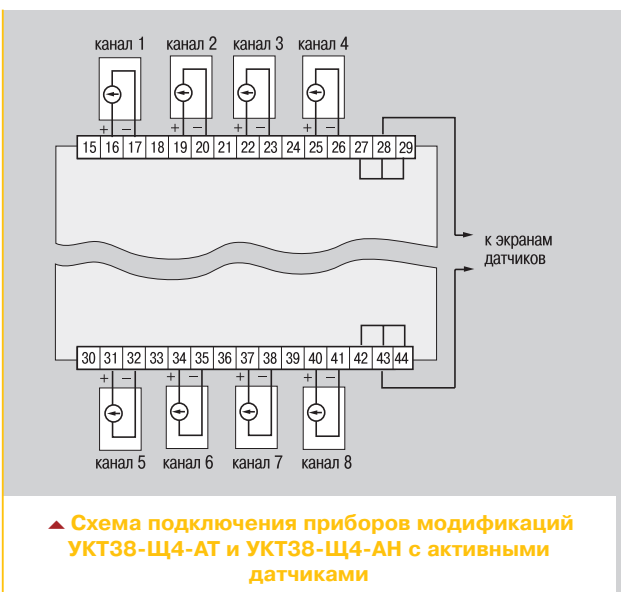 канал 1 канал 2 канал 3 канал 4
+ – + – + – + –
15 16 17 18 19 20 21 22 23 24 25 26 27 28 29
к экранам
датчиков
30 31 32 33 34 35 36 37 38 39 40 41 42 43 44
+ – + – + – + –
канал 5 канал 6 канал 7 канал 8
Схема подключения приборов модификаций
УКТ38-Щ4-АТ и УКТ38-Щ4-АН с активными
датчиками